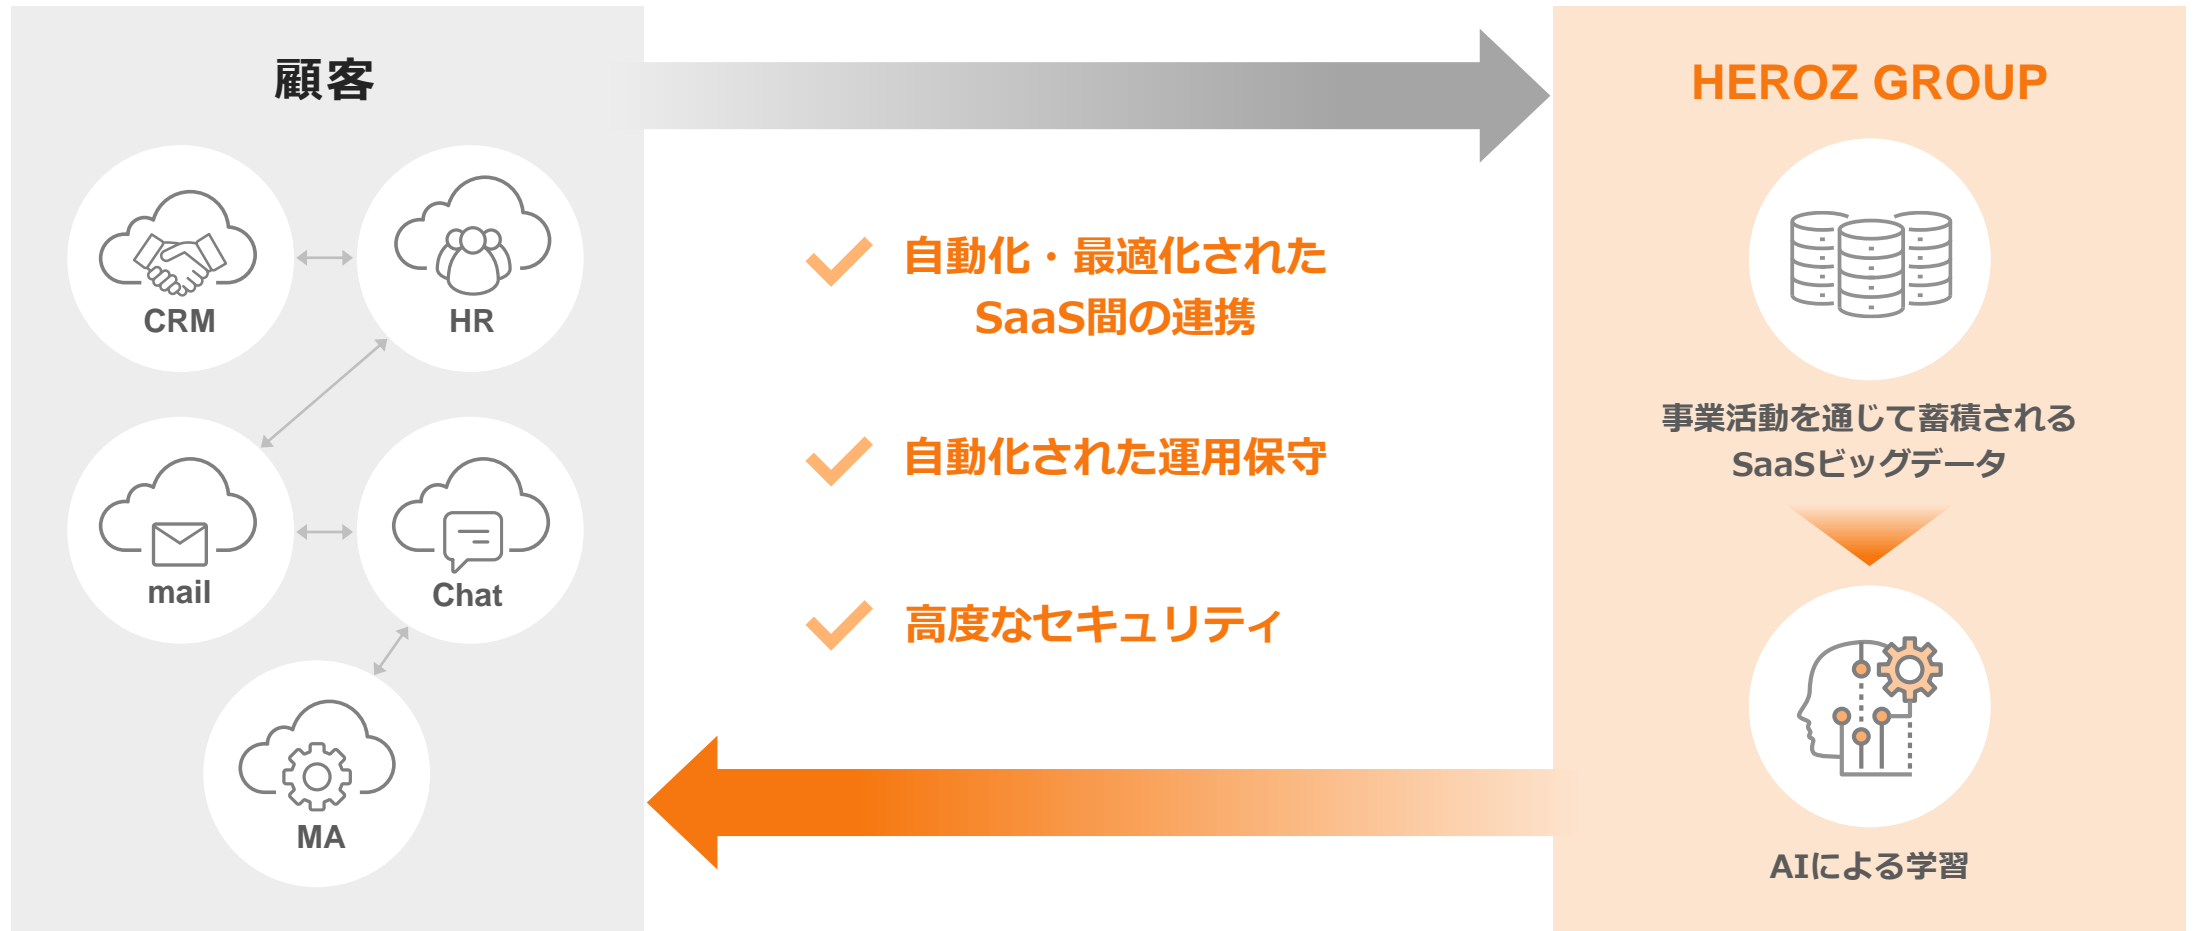 顧客
CRM
HR
mail
Chat
MA
自動化・最適化された
SaaS間の連携
自動化された運用保守
高度なセキュリティ
HEROZ GROUP
事業活動を通じて蓄積される
SaaSビッグデータ
AIによる学習